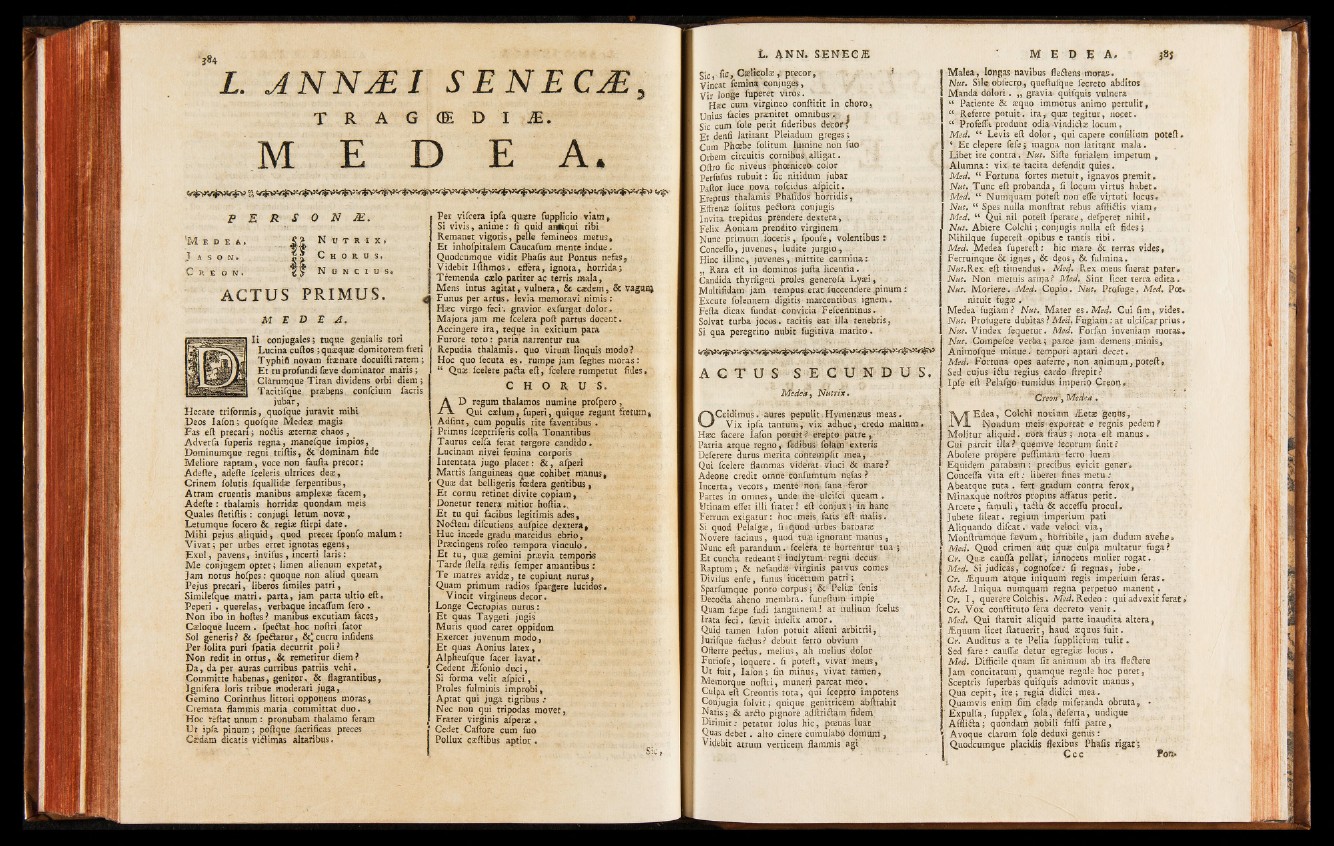 384
L. ANNÆI SENECÆ,
TRAGŒDIÆ.
MEDEA.
PERSONÆ.
MEDEA. NUTRIX.
JASON. CHORUS.
CREON. NUNCIUS.
ACTUS PRIMUS.
MEDEA.
DIi conjugales; tuque genialis tori
Lucina cuſtos; quæquæ domitorem freti
Typhiñ novam frænare docuiſti ratem;
Et tu profundi ſæve dominator maris;
Clarumque Titan dividens orbi diem;
Tacitiſque præbens conſcium ſacris
jubar,
Hecate triformis, quoſque juravit mihi
Deos Iaſon; quoſque Medeæ magis
Fas eſt precari; noctis æternæ chaos,
Adverſa ſuperis regna, maneſque impios,
Dominumque regni triſtis, & dominam fide
Meliore raptam, voce non fauſta precor;
Adeſte, adeſte ſceleris ultrices deæ,
Crinem ſolutis ſquallidæ ſerpentibus,
Atram cruentis manibus amplexæ facem,
Adeſte: thalamis horridæ quondam meis
Quales ſtetiſtis: conjugi letum novæ,
Letumque ſocero & regiæ ſtirpi date.
Mihi pejus aliquid, quod precer ſponſo malum:
Vivat; per urbes erret ignotas egens,
Exul, pavens, inviſus, incerti laris:
Me conjugem optet; limen alienum expetat,
Jam notus hoſpes: quoque non aliud queam
Pejus precari, liberos ſimiles patri,
Simileſque matri. parta, jam parta ultio eſt.
Peperi. querelas, verbaque incaſſum ſero.
Non ibo in hoſtes? manibus excutiam faces,
Cæloque lucem. ſpectat hoc noſtri ſator
Sol generis? & ſpectatur, & curru inſidens
Per ſolita puri ſpatia decurrit poli?
Non redit in ortus, & remeritur diem?
Da, da per auras curribus patriis vehi.
Committe habenas, genitor, & flagrantibus,
Ignifera loris tribue moderari juga,
Gemino Corinthus littori opponens moras,
Cremata flammis maria committat duo.
Hoc reſtat unum: pronubam thalamo feram
Ut ipſa pinum; poſtque ſacrificas preces
Cædam dicatis victimas altaribus.
Per viſcera ipſa quære ſupplicio viam,
Si vivis, anime: ſi quid antiqui tibi
Remanet vigoris, pelle femineos metus,
Et inhoſpitalem Caucaſum mente indue.
Quodcumque vidit Phaſis aut Pontus nefas,
Videbit Iſthmos. effera, ignota, horrida;
Tremenda cælo pariter ac terris mala,
Mens intus agitat, vulnera, & cædem, & vagum
Funus per artus. levia memoravi nimis:
Hæc virgo feci. gravior exſurgat dolor.
Majora jam me ſcelera poſt partus decent.
Accingere ira, teque in exitium para
Furore toto: paria narrentur tua
Repudia thalamis. quo virum linquis modo?
Hoc quo ſecuta es. rumpe jam ſegnes moras:
“ Quæ ſcelere pacta eſt, ſcelere rumpetur fides.
CHORUS.
AD regum thalamos numine proſpero,
Qui cælum, ſuperi, quique regunt fretum,
Adſint, cum populis rite faventibus.
Primus ſceptriferis colla Tonantibus
Taurus celſa ferat tergore candido.
Lucinam nivei femina corporis
Intentata jugo placet: &, aſperi
Martis ſanguineas quæ cohibet manus,
Quæ dat belligeris fœdera gentibus,
Et cornu retinet divite copiam,
Donetur tenera mitior hoſtia.
Et tu qui facibus legitimis ades,
Noctem diſcutiens auſpice dextera,
Huc incede gradu marcidus ebrio,
Præcingens roſeo tempora vinculo.
Et tu, quæ gemini prævia temporis
Tarde ſtella redis ſemper amantibus:
Te matres avidæ, te cupiunt nurus,
Quam primum radios ſpargere lucidos.
Vincit virgineus decor.
Longe Cecropias nurus:
Et quas Taygeti jugis
Muris quod caret oppidum
Exercet juvenum modo,
Et quas Aonius latex,
Alpheuſque ſacer lavat.
Cedent Æſonio duci,
Si forma velit aſpici,
Proles fulminis improbi,
Aptat qui juga tigribus:
Nec non qui tripodas movet,
Frater virginis aſperæ.
Cedet Caſtore cum ſuo
Pollux cæſtibus aptior.
Sic,
L. ANN. SENECÆ
Sic, ſic, Cælicolæ, precor,
Vincat femina conjuges,
Vir longe ſuperet viros.
Hæc cum virgineo conſtitit in choro,
Unius facies prænitet omnibus.
Sic cum ſole perit ſideribus decor;
Et denſi latitant Pleiadum greges;
Cum Phœbe ſolitum lumine non ſuo
Orbem circuitis cornibus alligat.
Oſtro ſic niveus phœniceo color
Perfuſus rubuit: ſic nitidum jubar
Paſtor luce nova roſcidus aſpicit.
Ereptus thalamis Phaſidos horridis,
Effrenæ ſolitus pectora conjugis
Invita trepidus prendere dextera,
Felix Aoniam prendito virginem
Nunc primum ſoceris, ſponſe, volentibus:
Conceſſo, juvenes, ludite jurgio,
Hinc illinc, juvenes, mittite carmina:
„ Rara eſt in dominos juſta licentia.
Candida thyrſigeri proles generoſa Lyæi,
Multifidam jam tempus erat ſuccendere pinum:
Excute ſolennem digitis marcentibus ignem.
Feſta dicax fundat convicia Feſcenninus.
Solvat turba jocos. tacitis eat illa tenebris,
Si qua peregrino nubit fugitiva marito.
ACTUS SECUNDUS.
Medea, Nutrix.
OCcidimus. aures pepulit Hymenæus meas.
Vix ipſa tantum, vix adhuc, credo malum.
Hæc facere Iaſon potuit? erepto patre,
Patria atque regno, ſedibus ſolam exteris
Deſerere durus merita contempſit mea,
Qui ſcelere flammas viderat vinci & mare?
Adeone credit omne conſumtum nefas?
Incerta, vecors, mente non ſana feror
Partes in omnes, unde me ulciſci queam.
Utinam eſſet illi frater! eſt conjux; in hanc
Ferrum exigatur: hoc meis ſatis eſt malis.
Si quod Pelaſgæ, ſi quod urbes barbaræ
Novere facinus, quod tuæ ignorant manus,
Nunc eſt parandum. ſcelera te hortentur tua;
Et cuncta redeant: inclytum regni decus
Raptum; & nefandæ virginis parvus comes
Diviſus enſe, funus incertum patri;
Sparſumque ponto corpus; & Peliæ ſenis
Decocta aheno membra. funeſtum impie
Quam ſæpe fudi ſanguinem! at nullum ſcelus
Irata feci. ſævit infelix amor.
Quid tamen Iaſon potuit alieni arbitrii,
Juriſque factus? debuit ferro obvium
Offerre pectus. melius, ah melius dolor
Furioſe, loquere. ſi poteſt, vivat meus,
Ut fuit, Iaſon; ſin minus, vivat tamen,
Memorque noſtri, muneri parcat meo.
Culpa eſt Creontis tota, qui ſceptro impotens
Conjugia ſolvit; quique genitricem abſtrahit
Natis; & arcto pignore adſtrictam fidem
Dirimit: petatur ſolus hic, pœnas luat
Quas debet. alto cinere cumulabo domum,
Videbit atrum verticem flammis agi
MEDEA. 385
Malea, longas navibus flectens moras.
Nut. Sile obſecro, queſtuſque ſecreto abditos
Manda dolori. „ gravia quiſquis vulnera
“ Patiente & æquo immotus animo pertulit,
“ Referre potuit. ira, quæ tegitur, nocet.
“ Profeſſa produnt odia vindictæ locum,
Med. “ Levis eſt dolor, qui capere conſilium poteſt.
“ Et clepere ſeſe; magna non latitant mala.
Libet ire contra. Nut. Siſte furialem impetum,
Alumna: vix te tacita defendit quies.
Med. “ Fortuna fortes metuit, ignavos premit.
Nut. Tunc eſt probanda, ſi locum virtus habet.
Med. “ Numquam poteſt non eſſe virtuti locus.
Nut. “ Spes nulla monſtrat rebus afflictis viam,
Med. “ Qui nil poteſt ſperare, deſperet nihil.
Nut. Abiere Colchi; conjugis nulla eſt fides;
Nihilque ſupereſt opibus e tantis tibi.
Med. Medea ſupereſt: hic mare & terras vides,
Ferrumque & ignes, & deos, & fulmina.
Nut. Rex eſt timendus. Med. Rex meus fuerat pater.
Nut. Non metuis arma? Med. Sint licet terra edita.
Nut. Moriere. Med. Cupio. Nut. Profuge. Med. Pœ-
nituit fugæ.
Medea fugiam? Nut. Mater es. Med. Cui ſim, vides.
Nut. Profugere dubitas? Med. Fugiam: at ulciſcar prius.
Nut. Vindex ſequetur. Med. Forſan inveniam moras.
Nut. Compeſce verba; parce jam demens minis,
Animoſque minue. tempori aptari decet.
Med. Fortuna opes auferre, non animum, poteſt.
Sed cujus ictu regius cardo ſtrepit?
Ipſe eſt Pelaſgo tumidus imperio Creon.
Creon, Medea.
MEdea, Colchi noxium Æetæ genus,
Nondum meis exportat e regnis pedem?
Molitur aliquid. nota fraus; nota eſt manus.
Cui parcit illa? quemve ſecurum ſinit?
Abolere propere peſſimam ferro luem
Equidem parabam: precibus evicit gener.
Conceſſa vita eſt: liberet fines metu:
Abeatque tuta. fert gradum contra ferox,
Minaxque noſtros propius affatus petit.
Arcete, famuli, tactu & acceſſu procul.
Jubete ſileat. regium imperium pati
Aliquando diſcat. vade veloci via,
Monſtrumque ſævum, horribile, jam dudum avehe.
Med. Quod crimen aut quæ culpa multatur fuga?
Cr. Quæ cauſſa pellat, innocens mulier rogat.
Med. Si judicas, cognoſce: ſi regnas, jube.
Cr. Æquum atque iniquum regis imperium feras.
Med. Iniqua numquam regna perpetuo manent.
Cr. I, querere Colchis. Med. Redeo: qui advexit ferat,
Cr. Vox conſtituto ſera decreto venit.
Med. Qui ſtatuit aliquid parte inaudita altera,
Æquum licet ſtatuerit, haud æquus fuit.
Cr. Auditus a te Pelia ſupplicium tulit.
Sed fare: cauſſæ detur egregiæ locus.
Med. Difficile quam ſit animum ab ira flectere
Jam concitatum, quamque regale hoc putet,
Sceptris ſuperbas quiſquis admovit manus,
Qua cepit, ire; regia didici mea.
Quamvis enim ſim clade miſeranda obruta,
Expulſa, ſupplex, ſola, deſerta, undique
Afflicta; quondam nobili fulſi patre,
Avoque clarum ſole deduxi genus:
Quodcumque placidis flexibus Phaſis rigat;
Ccc Pon-